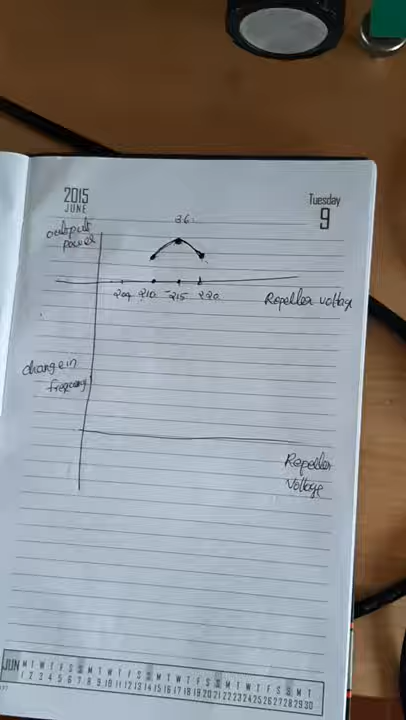 2015
JUNE
Tuesday
9
output
power
36
204 210 -215 220
Repeller voltage
change in
frequency
Repeller
Voltage
JUN
M T W T F S S M T W T F S S M T W T F S S M T W T F S S M T
1 2 3 4 5 6 7 8 9 10 11 12 13 14 15 16 17 18 19 20 21 22 23 24 25 26 27 28 29 30